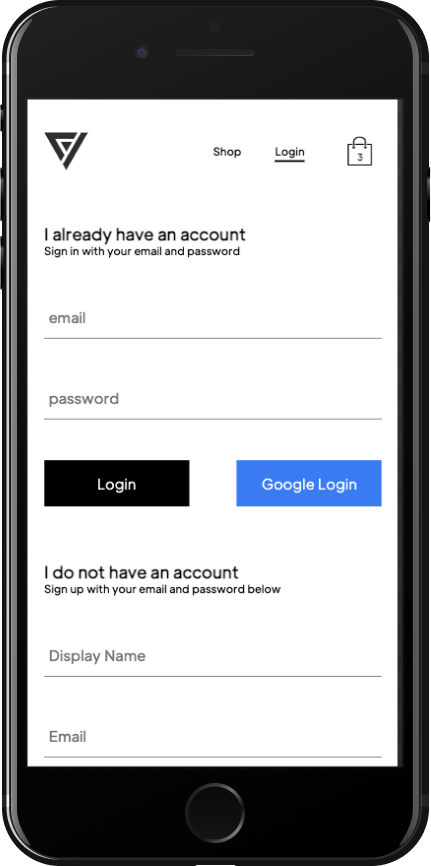 Shop Login 3
I already have an account
Sign in with your email and password
email
password
Login Google Login
I do not have an account
Sign up with your email and password below
Display Name
Email